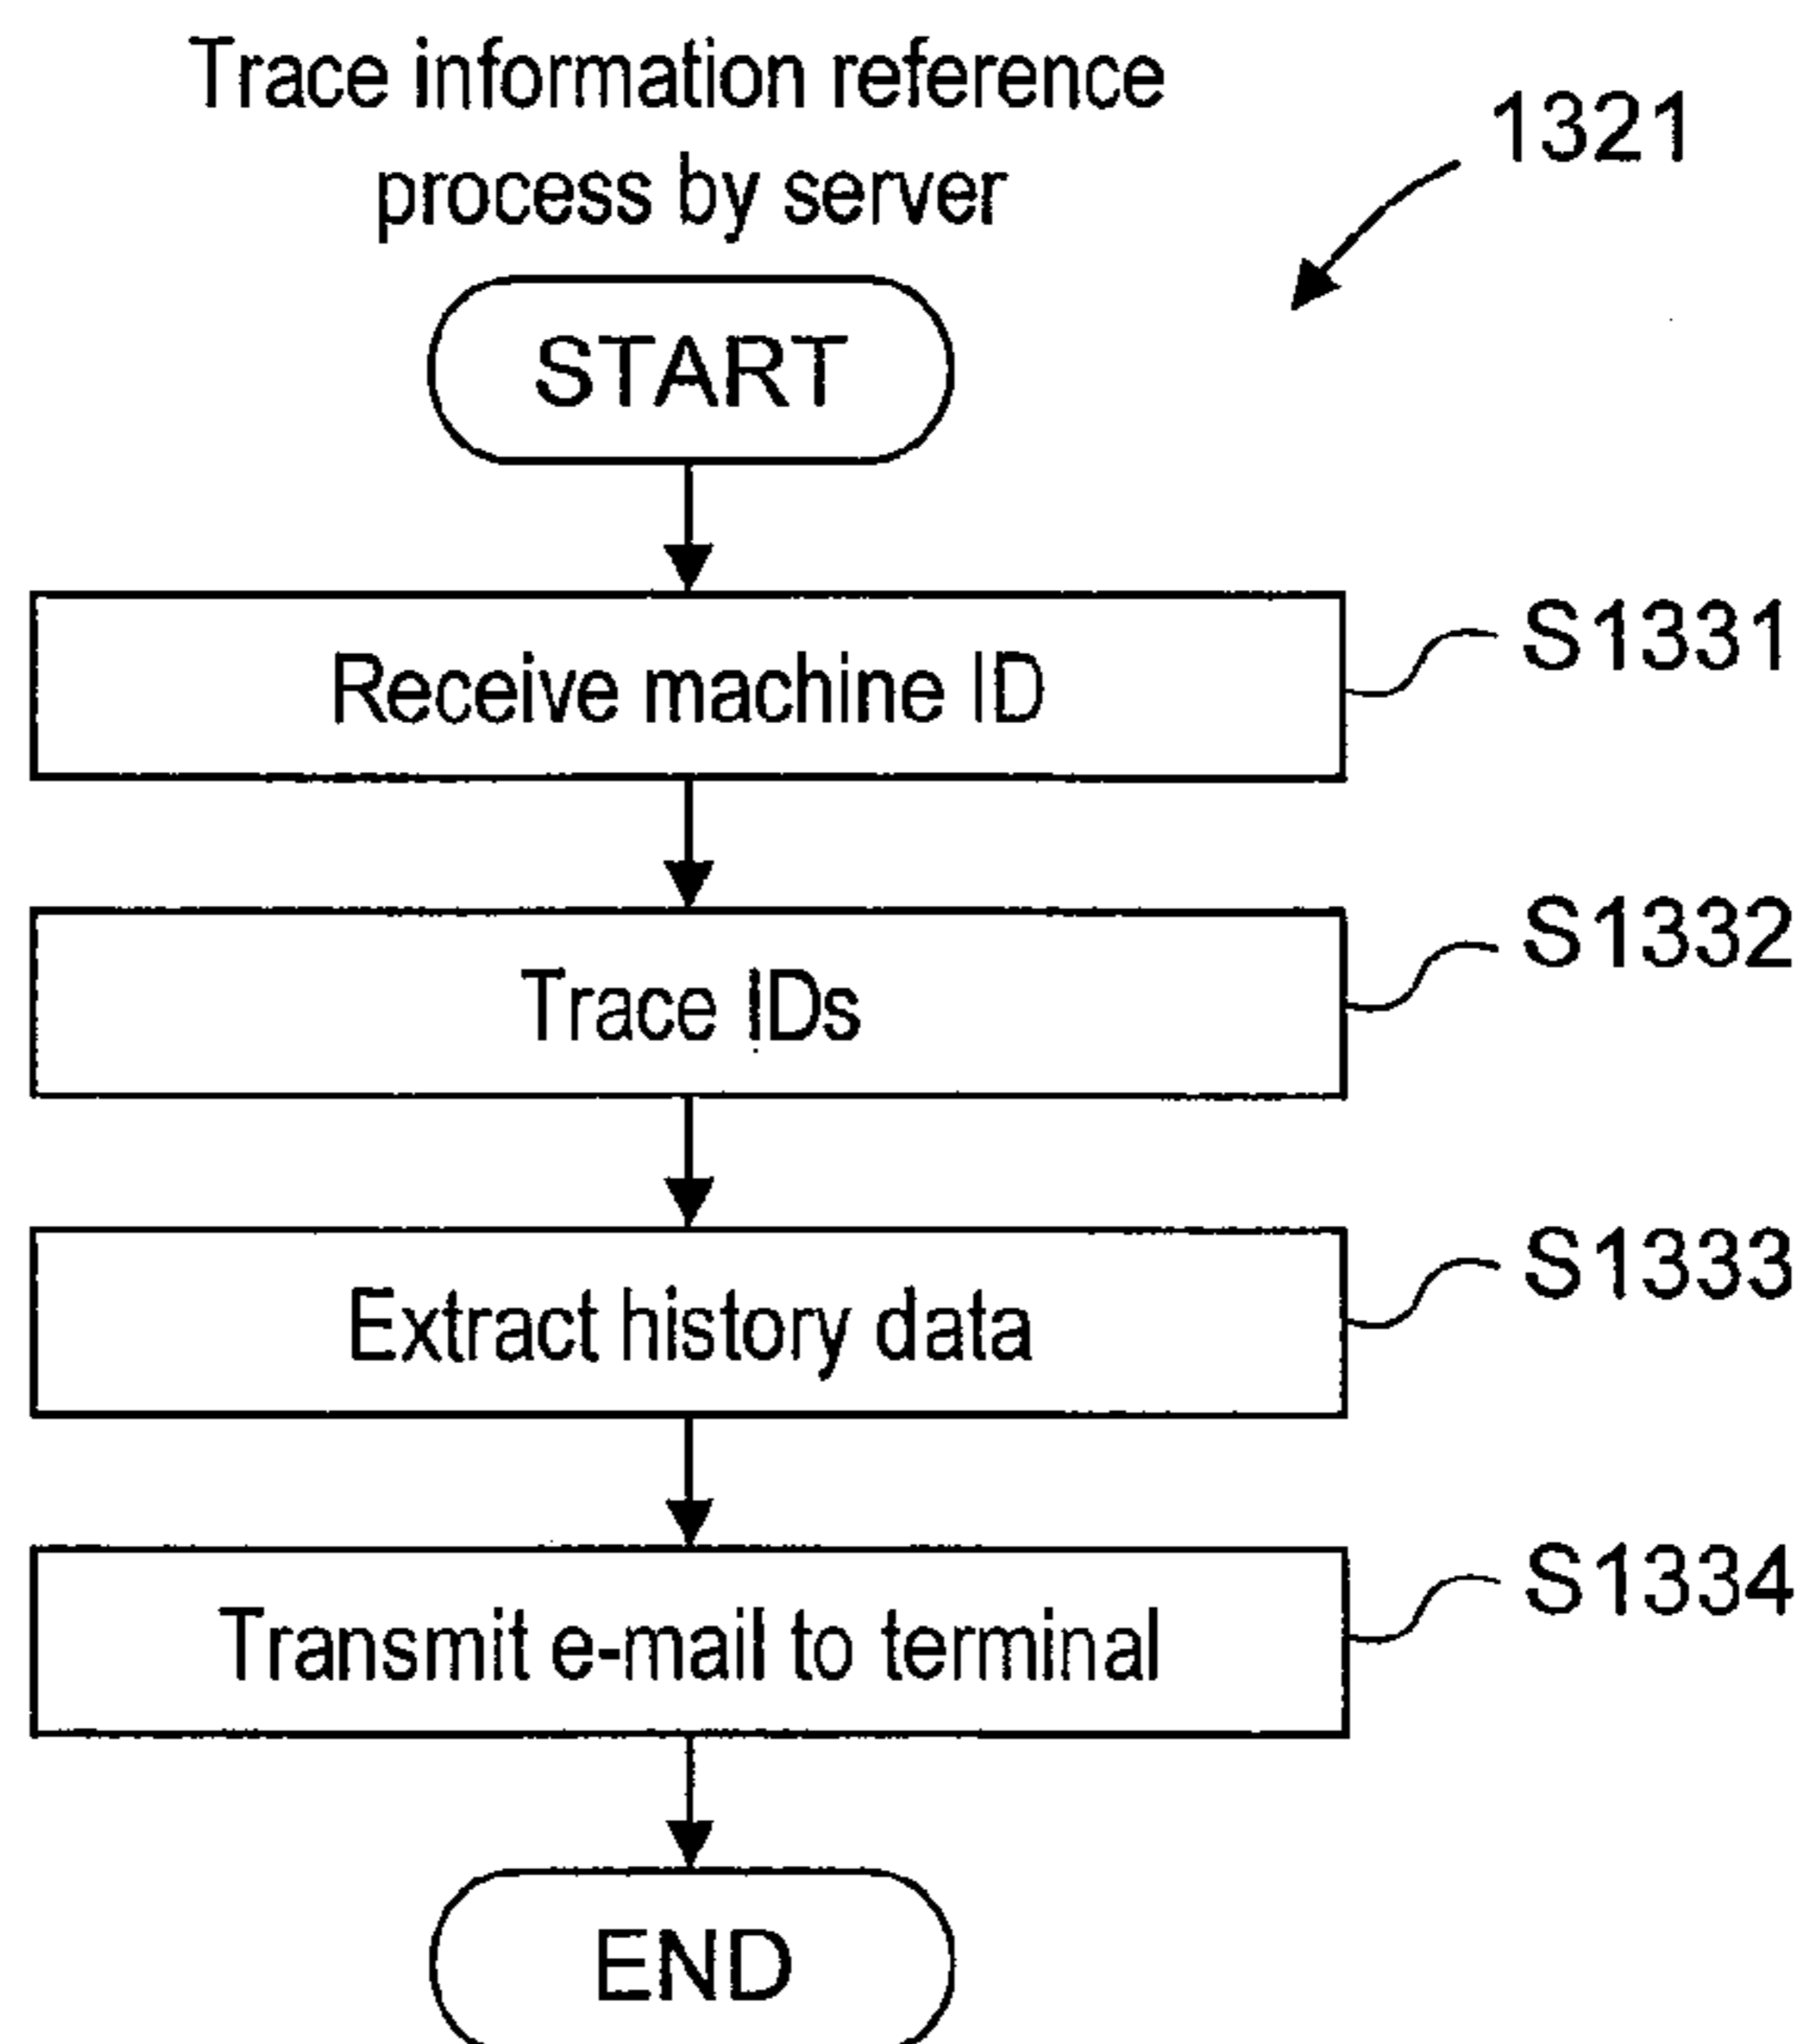 Trace information reference
process by server
1321
START
Receive machine ID
S1331
Trace IDs
S1332
Extract history data
S1333
Transmit e-mail to terminal
S1334
END